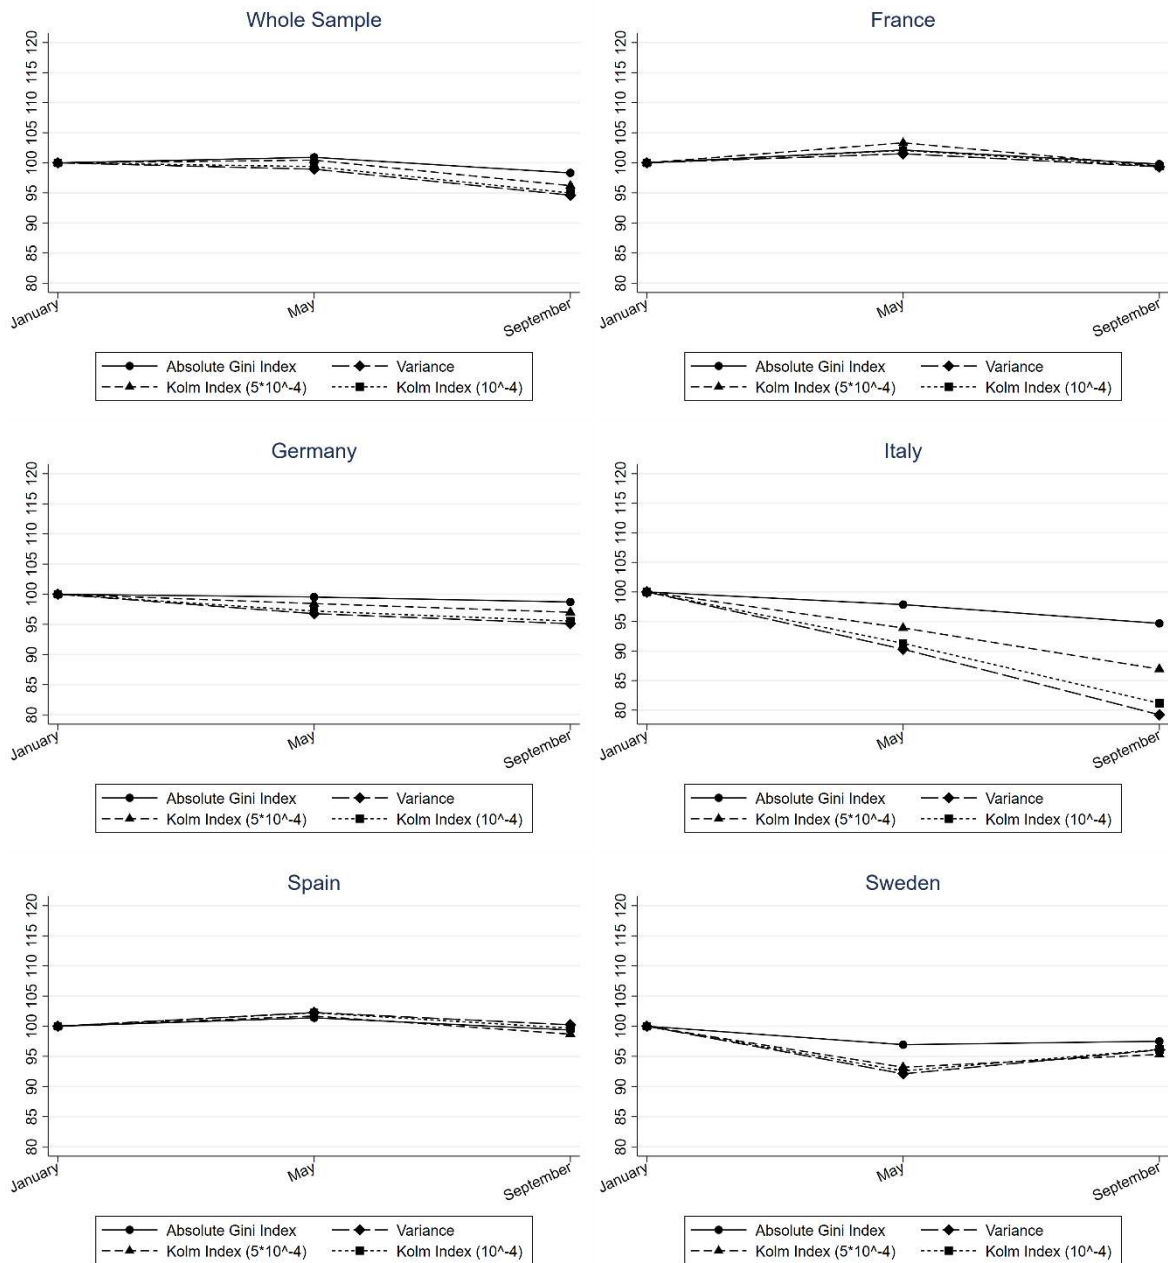 Whole Sample
120
115
110
105
100
95
90
85
80
January
May
September
Absolute Gini Index
Variance
Kolm Index (5*10^-4)
Kolm Index (10^-4)
France
120
115
110
105
100
95
90
85
80
January
May
September
Absolute Gini Index
Variance
Kolm Index (5*10^-4)
Kolm Index (10^-4)
Germany
120
115
110
105
100
95
90
85
80
January
May
September
Absolute Gini Index
Variance
Kolm Index (5*10^-4)
Kolm Index (10^-4)
Italy
120
115
110
105
100
95
90
85
80
January
May
September
Absolute Gini Index
Variance
Kolm Index (5*10^-4)
Kolm Index (10^-4)
Spain
120
115
110
105
100
95
90
85
80
January
May
September
Absolute Gini Index
Variance
Kolm Index (5*10^-4)
Kolm Index (10^-4)
Sweden
120
115
110
105
100
95
90
85
80
January
May
September
Absolute Gini Index
Variance
Kolm Index (5*10^-4)
Kolm Index (10^-4)